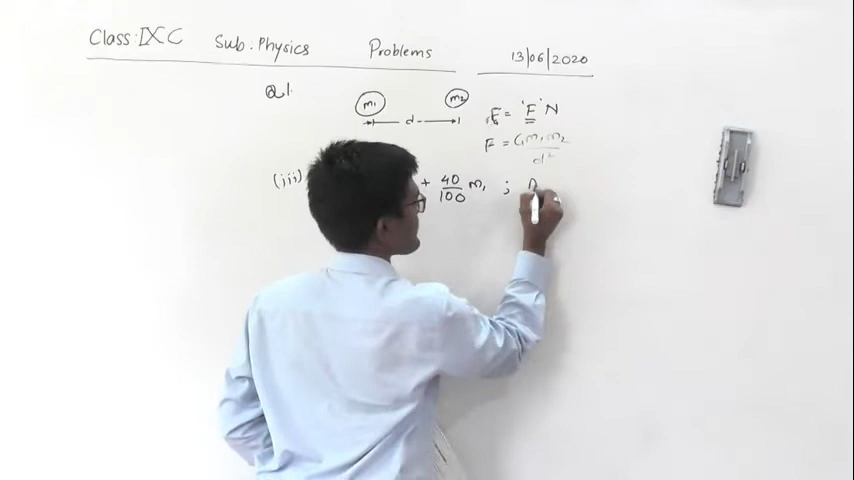 Class: IX C Sub. Physics Problems 13/06/2020
Q1.
m1 m2
d
F = 'F' N
F = Gm1m2/d²
(iii) + 40/100 m1 ;